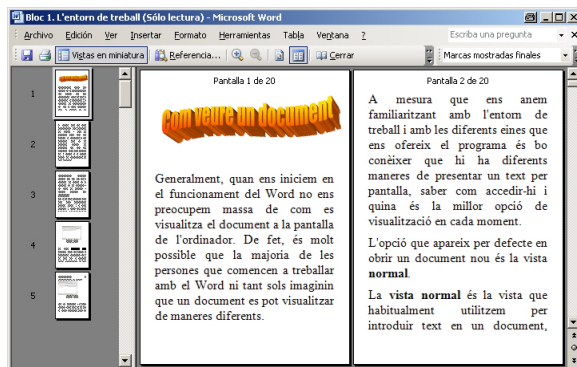 Bloc 1. L'entorn de treball (Sólo lectura) - Microsoft Word
Archivo Edición Ver Insertar Formato Herramientas Tabla Ventana ? Escriba una pregunta
Vistas en miniatura Referencia... Cerrar Marcas mostradas finales
1
2
3
4
5
Pantalla 1 de 20
Com veure un document
Generalment, quan ens iniciem en
el funcionament del Word no ens
preocupem massa de com es
visualitza el document a la pantalla
de l'ordinador. De fet, és molt
possible que la majoria de les
persones que comencen a treballar
amb el Word ni tant sols imaginin
que un document es pot visualitzar
de maneres diferents.
Pantalla 2 de 20
A mesura que ens anem
familiaritzant amb l'entorn de
treball i amb les diferents eines que
ens ofereix el programa és bo
conèixer que hi ha diferents
maneres de presentar un text per
pantalla, saber com accedir-hi i
quina és la millor opció de
visualització en cada moment.
L'opció que apareix per defecte en
obrir un document nou és la vista
normal.
La vista normal és la vista que
habitualment utilitzem per
introduir text en un document,